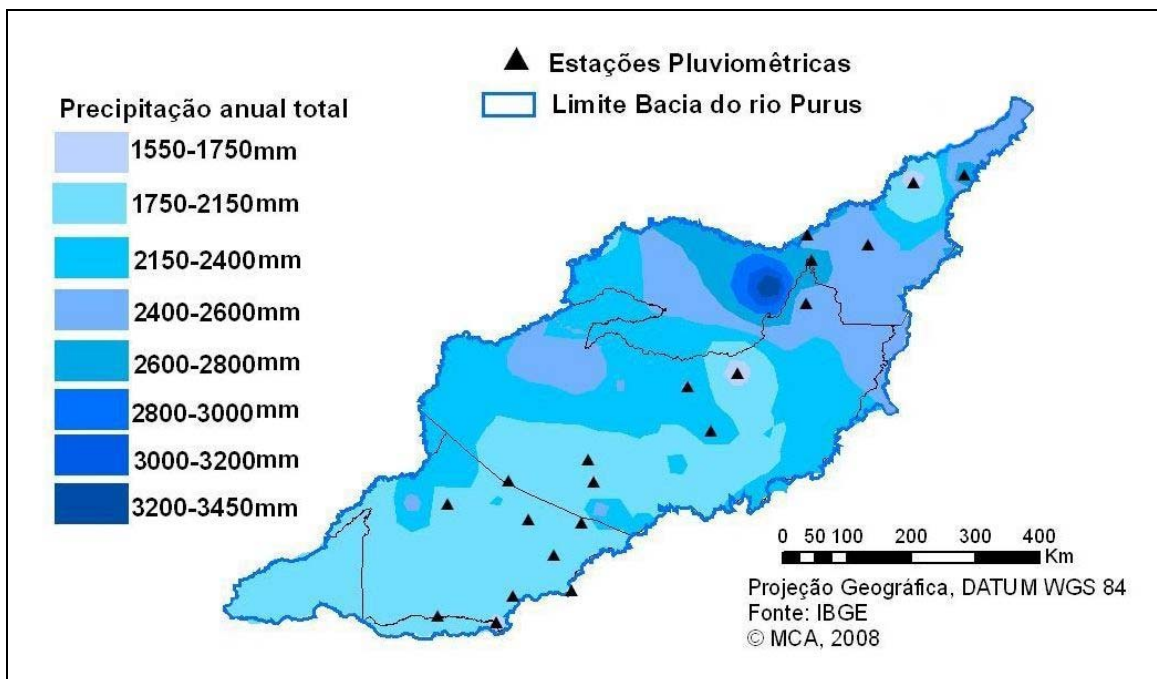 Estações Pluviomêtricas
Limite Bacia do rio Purus
Precipitação anual total
1550-1750mm
1750-2150mm
2150-2400mm
2400-2600mm
2600-2800mm
2800-3000mm
3000-3200mm
3200-3450mm
0 50 100 200 300 400
Km
Projeção Geográfica, DATUM WGS 84
Fonte: IBGE
© MCA, 2008